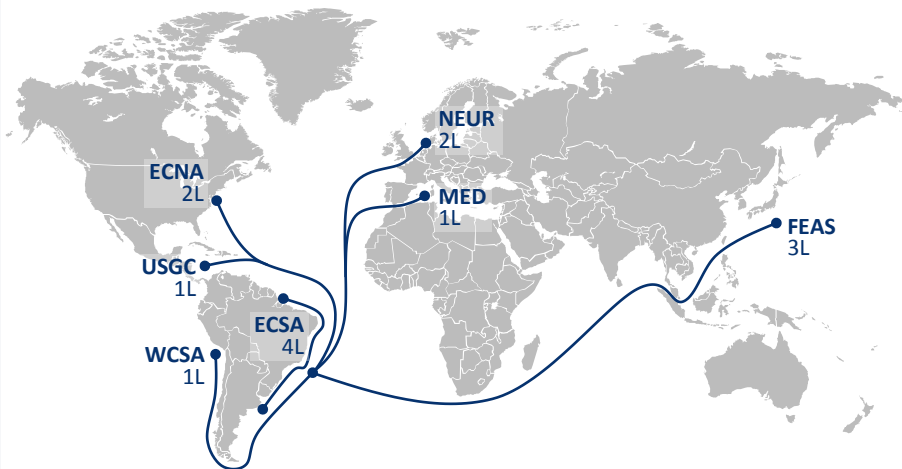 NEUR
2L
ECNA
2L
MED
1L
FEAS
3L
USGC
1L
ECSA
4L
WCSA
1L